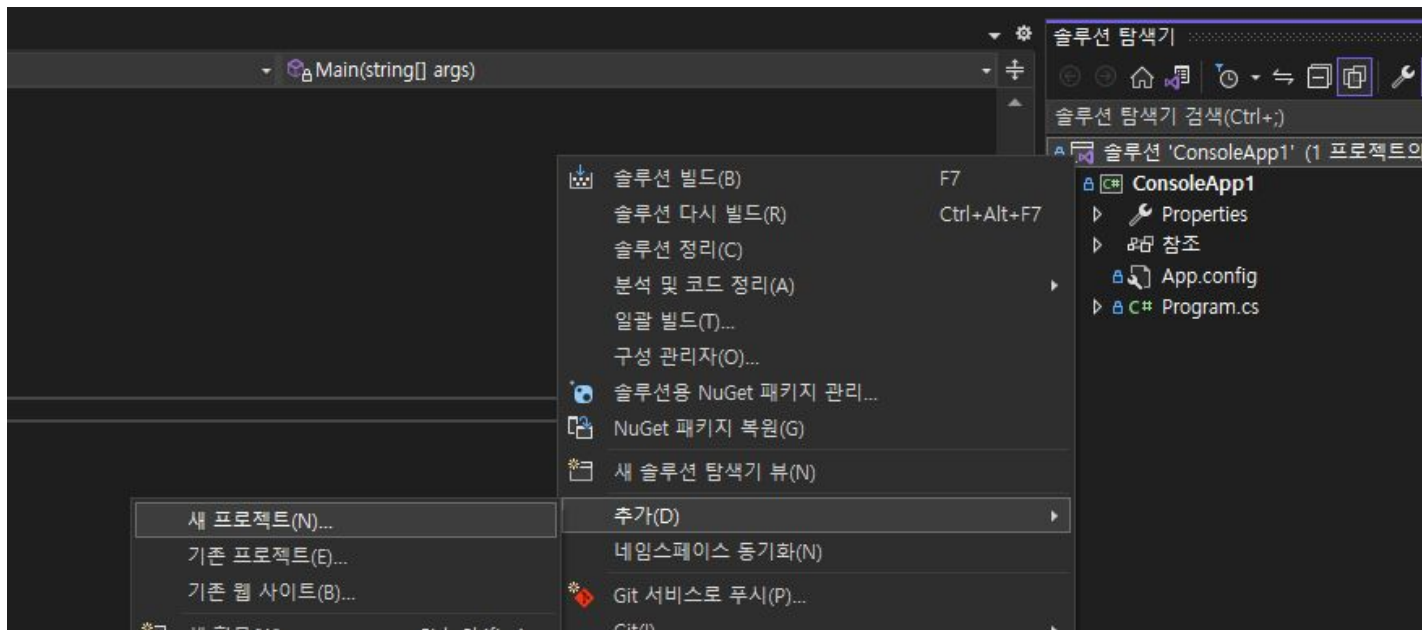 Main(string[] args)
솔루션 탐색기
솔루션 탐색기 검색(Ctrl+;)
솔루션 'ConsoleApp1' (1 프로젝트의
C# ConsoleApp1
Properties
참조
App.config
C# Program.cs
솔루션 빌드(B) F7
솔루션 다시 빌드(R) Ctrl+Alt+F7
솔루션 정리(C)
분석 및 코드 정리(A)
일괄 빌드(T)...
구성 관리자(O)...
솔루션용 NuGet 패키지 관리...
NuGet 패키지 복원(G)
새 솔루션 탐색기 뷰(N)
추가(D)
네임스페이스 동기화(N)
Git 서비스로 푸시(P)...
새 프로젝트(N)...
기존 프로젝트(E)...
기존 웹 사이트(B)...